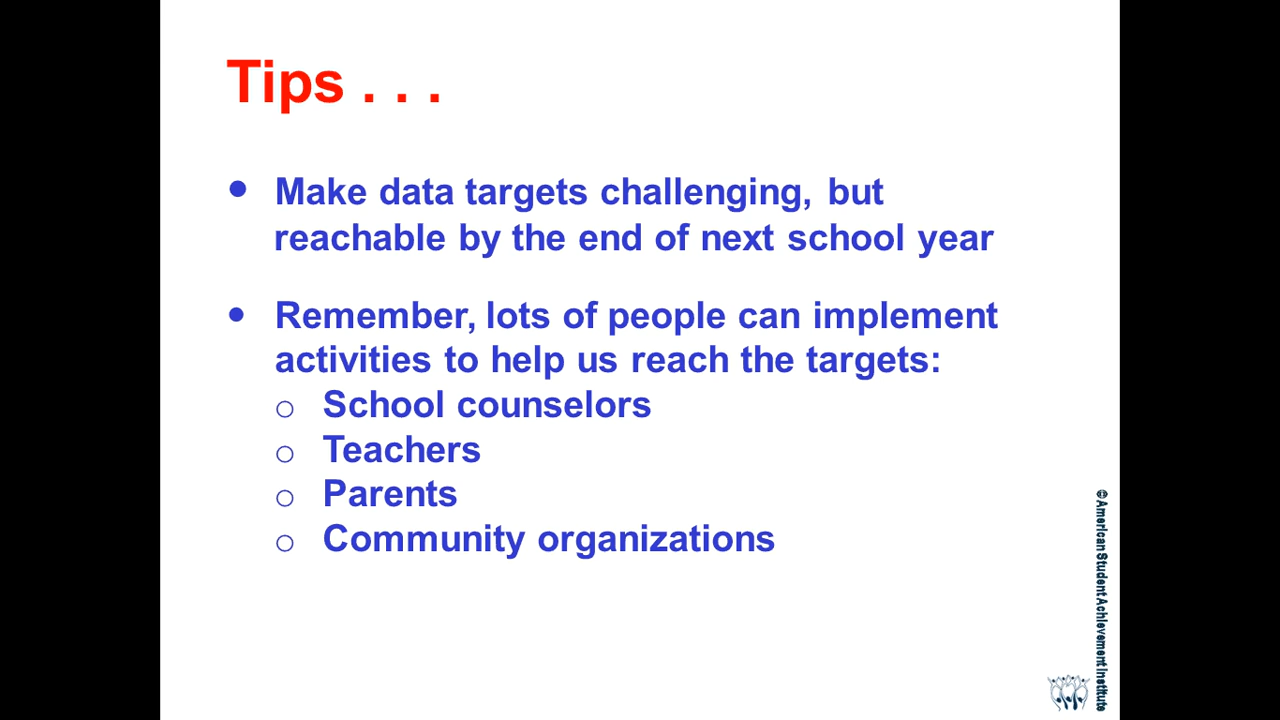 Tips . . .
• Make data targets challenging, but
reachable by the end of next school year
• Remember, lots of people can implement
activities to help us reach the targets:
o School counselors
o Teachers
o Parents
o Community organizations
© American Student Achievement Institute